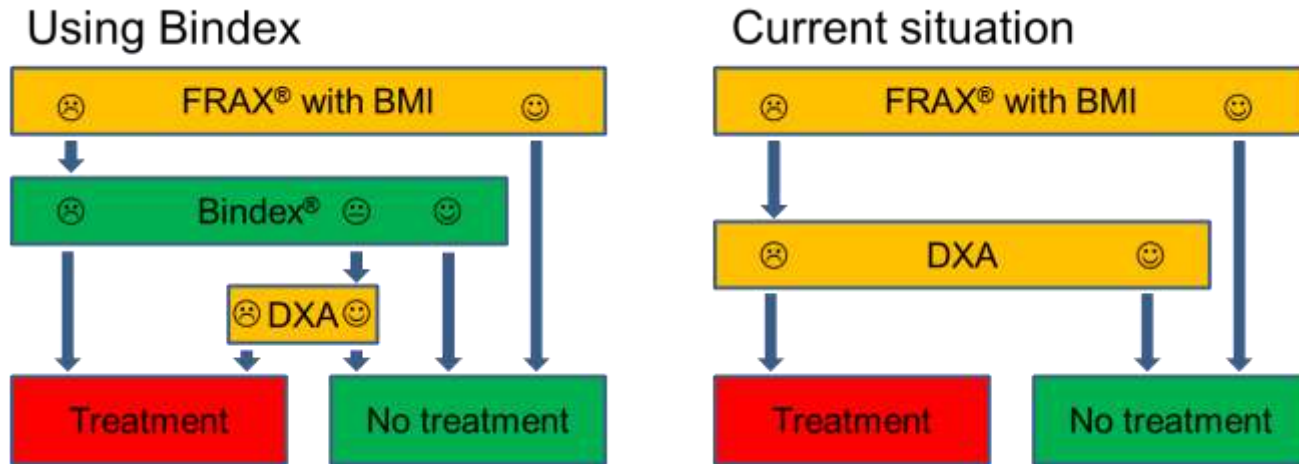 Using Bindex
FRAX® with BMI
Bindex®
DXA
Treatment
No treatment
Current situation
FRAX® with BMI
DXA
Treatment
No treatment